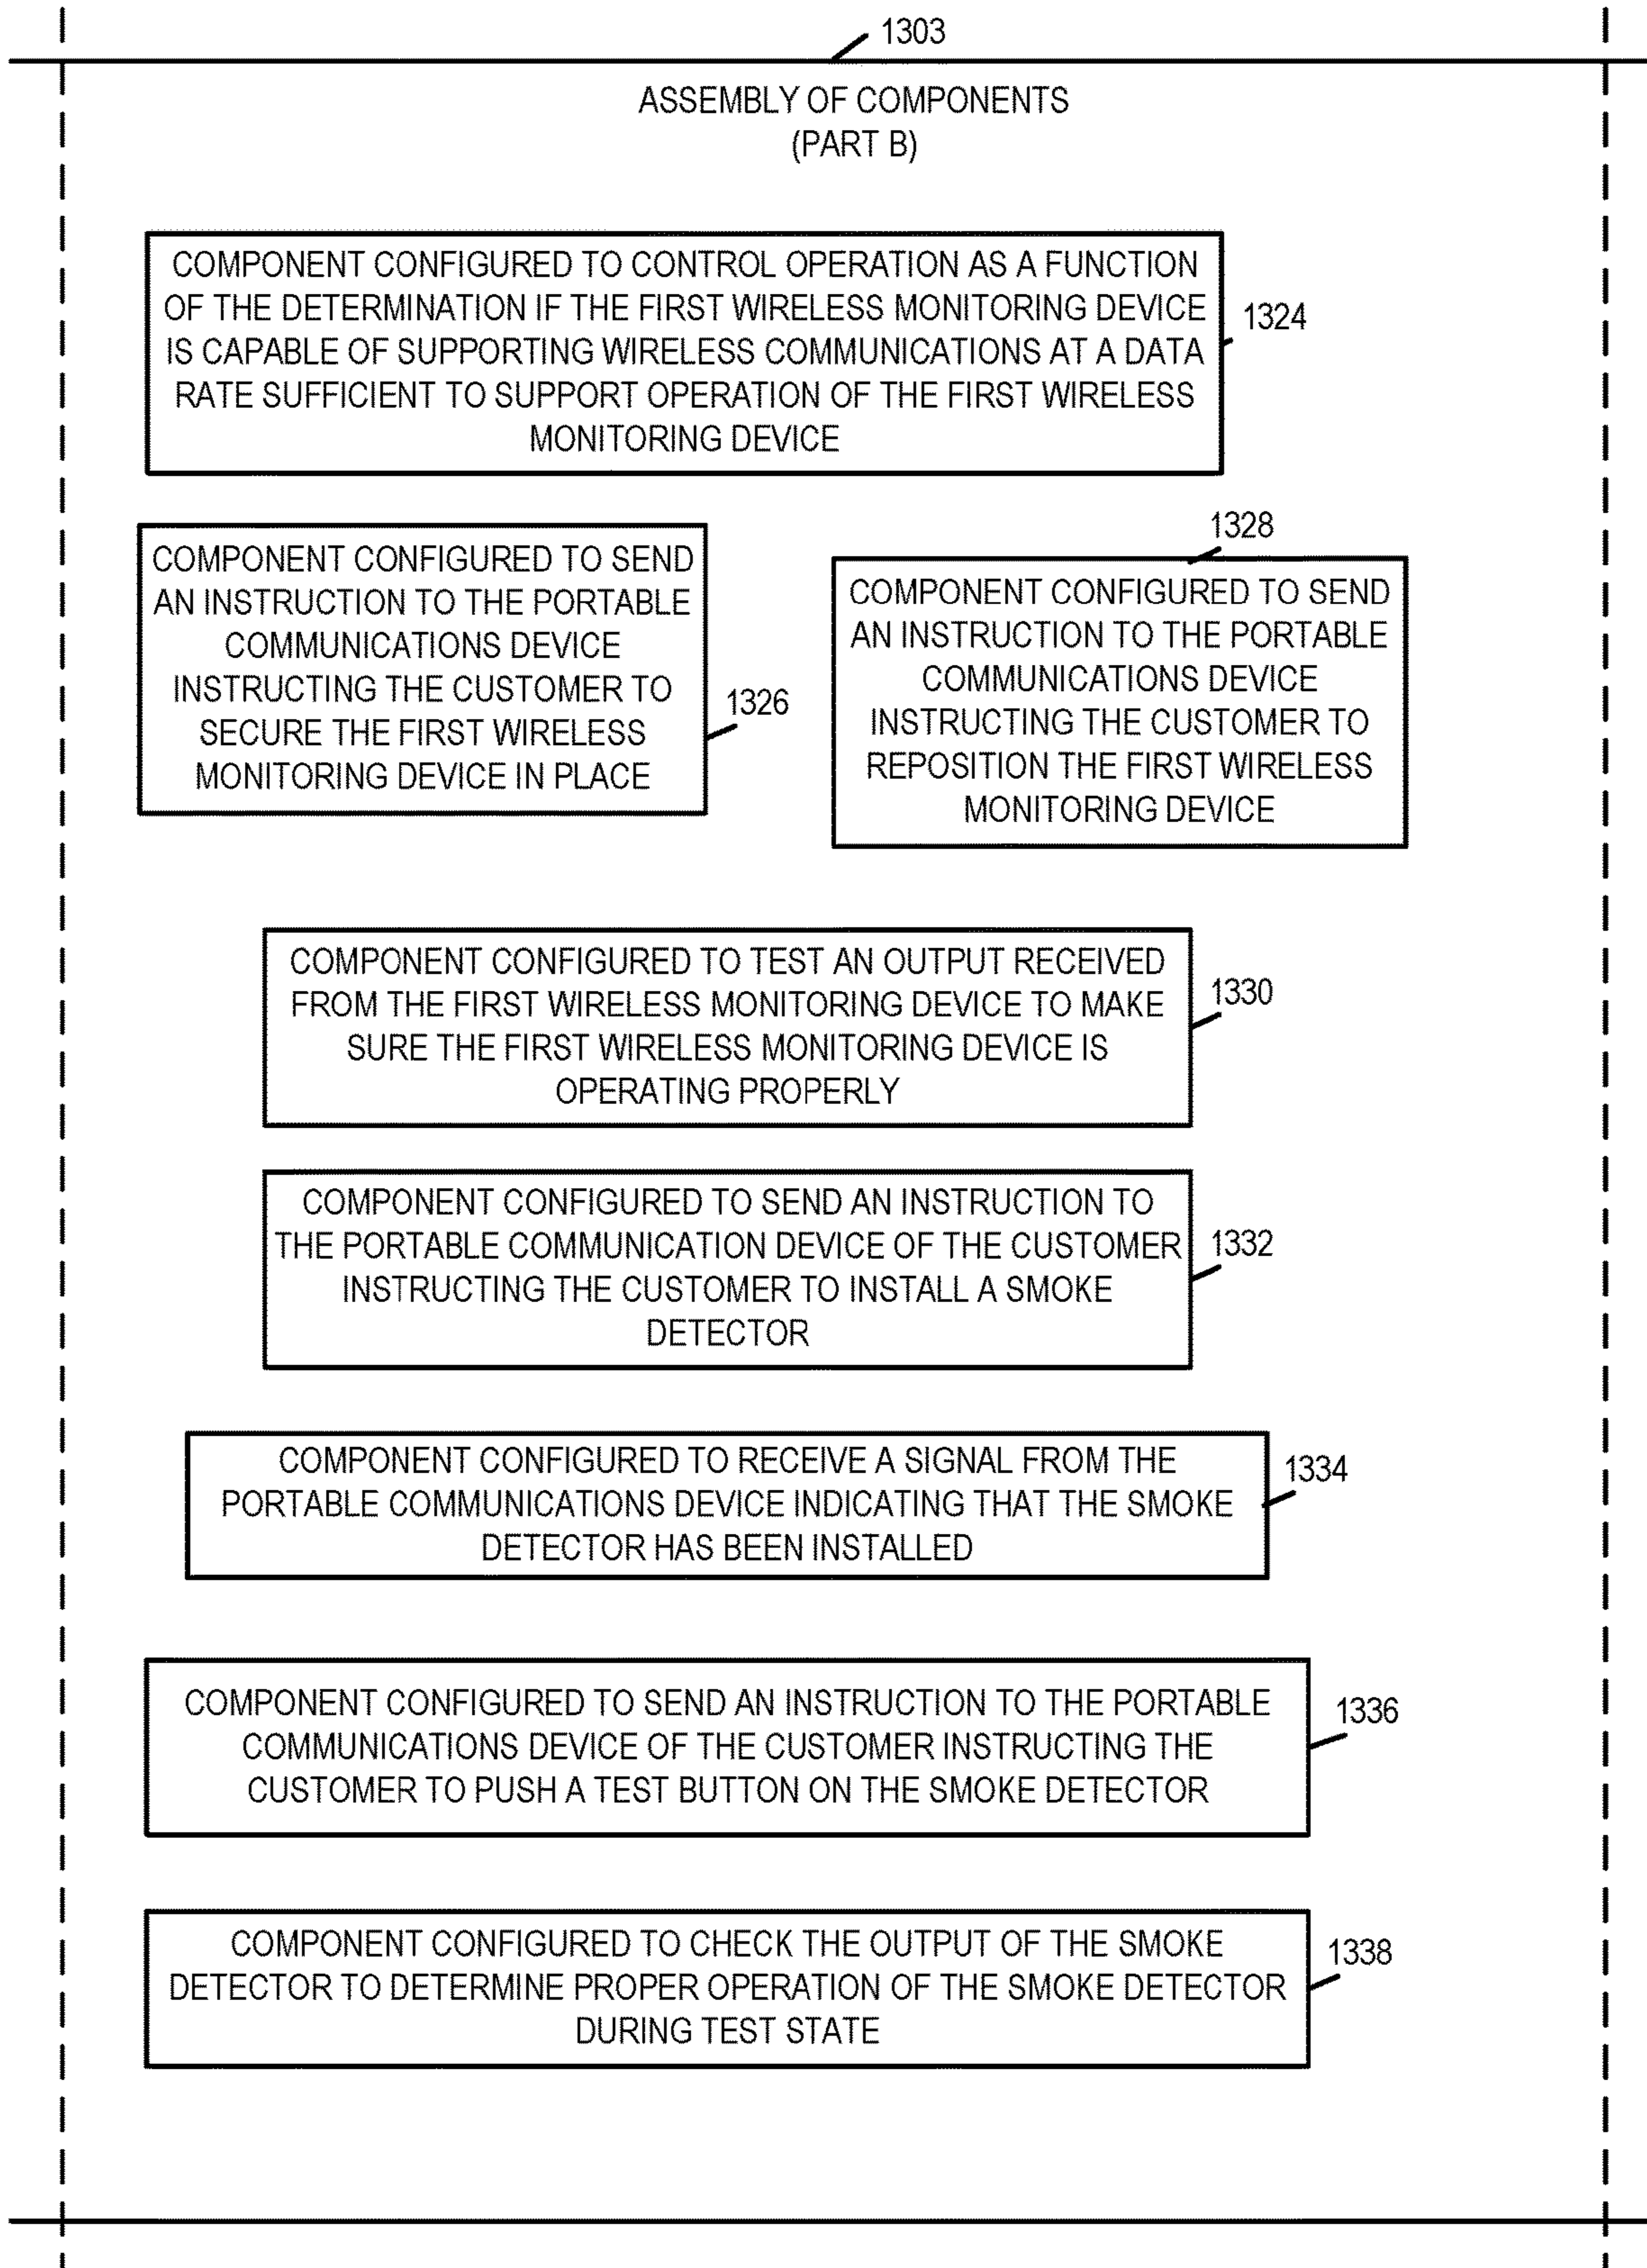 1303
ASSEMBLY OF COMPONENTS
(PART B)
COMPONENT CONFIGURED TO CONTROL OPERATION AS A FUNCTION
OF THE DETERMINATION IF THE FIRST WIRELESS MONITORING DEVICE
IS CAPABLE OF SUPPORTING WIRELESS COMMUNICATIONS AT A DATA
RATE SUFFICIENT TO SUPPORT OPERATION OF THE FIRST WIRELESS
MONITORING DEVICE
1324
COMPONENT CONFIGURED TO SEND
AN INSTRUCTION TO THE PORTABLE
COMMUNICATIONS DEVICE
INSTRUCTING THE CUSTOMER TO
SECURE THE FIRST WIRELESS
MONITORING DEVICE IN PLACE
1326
1328
COMPONENT CONFIGURED TO SEND
AN INSTRUCTION TO THE PORTABLE
COMMUNICATIONS DEVICE
INSTRUCTING THE CUSTOMER TO
REPOSITION THE FIRST WIRELESS
MONITORING DEVICE
COMPONENT CONFIGURED TO TEST AN OUTPUT RECEIVED
FROM THE FIRST WIRELESS MONITORING DEVICE TO MAKE
SURE THE FIRST WIRELESS MONITORING DEVICE IS
OPERATING PROPERLY
1330
COMPONENT CONFIGURED TO SEND AN INSTRUCTION TO
THE PORTABLE COMMUNICATION DEVICE OF THE CUSTOMER
INSTRUCTING THE CUSTOMER TO INSTALL A SMOKE
DETECTOR
1332
COMPONENT CONFIGURED TO RECEIVE A SIGNAL FROM THE
PORTABLE COMMUNICATIONS DEVICE INDICATING THAT THE SMOKE
DETECTOR HAS BEEN INSTALLED
1334
COMPONENT CONFIGURED TO SEND AN INSTRUCTION TO THE PORTABLE
COMMUNICATIONS DEVICE OF THE CUSTOMER INSTRUCTING THE
CUSTOMER TO PUSH A TEST BUTTON ON THE SMOKE DETECTOR
1336
COMPONENT CONFIGURED TO CHECK THE OUTPUT OF THE SMOKE
DETECTOR TO DETERMINE PROPER OPERATION OF THE SMOKE DETECTOR
DURING TEST STATE
1338